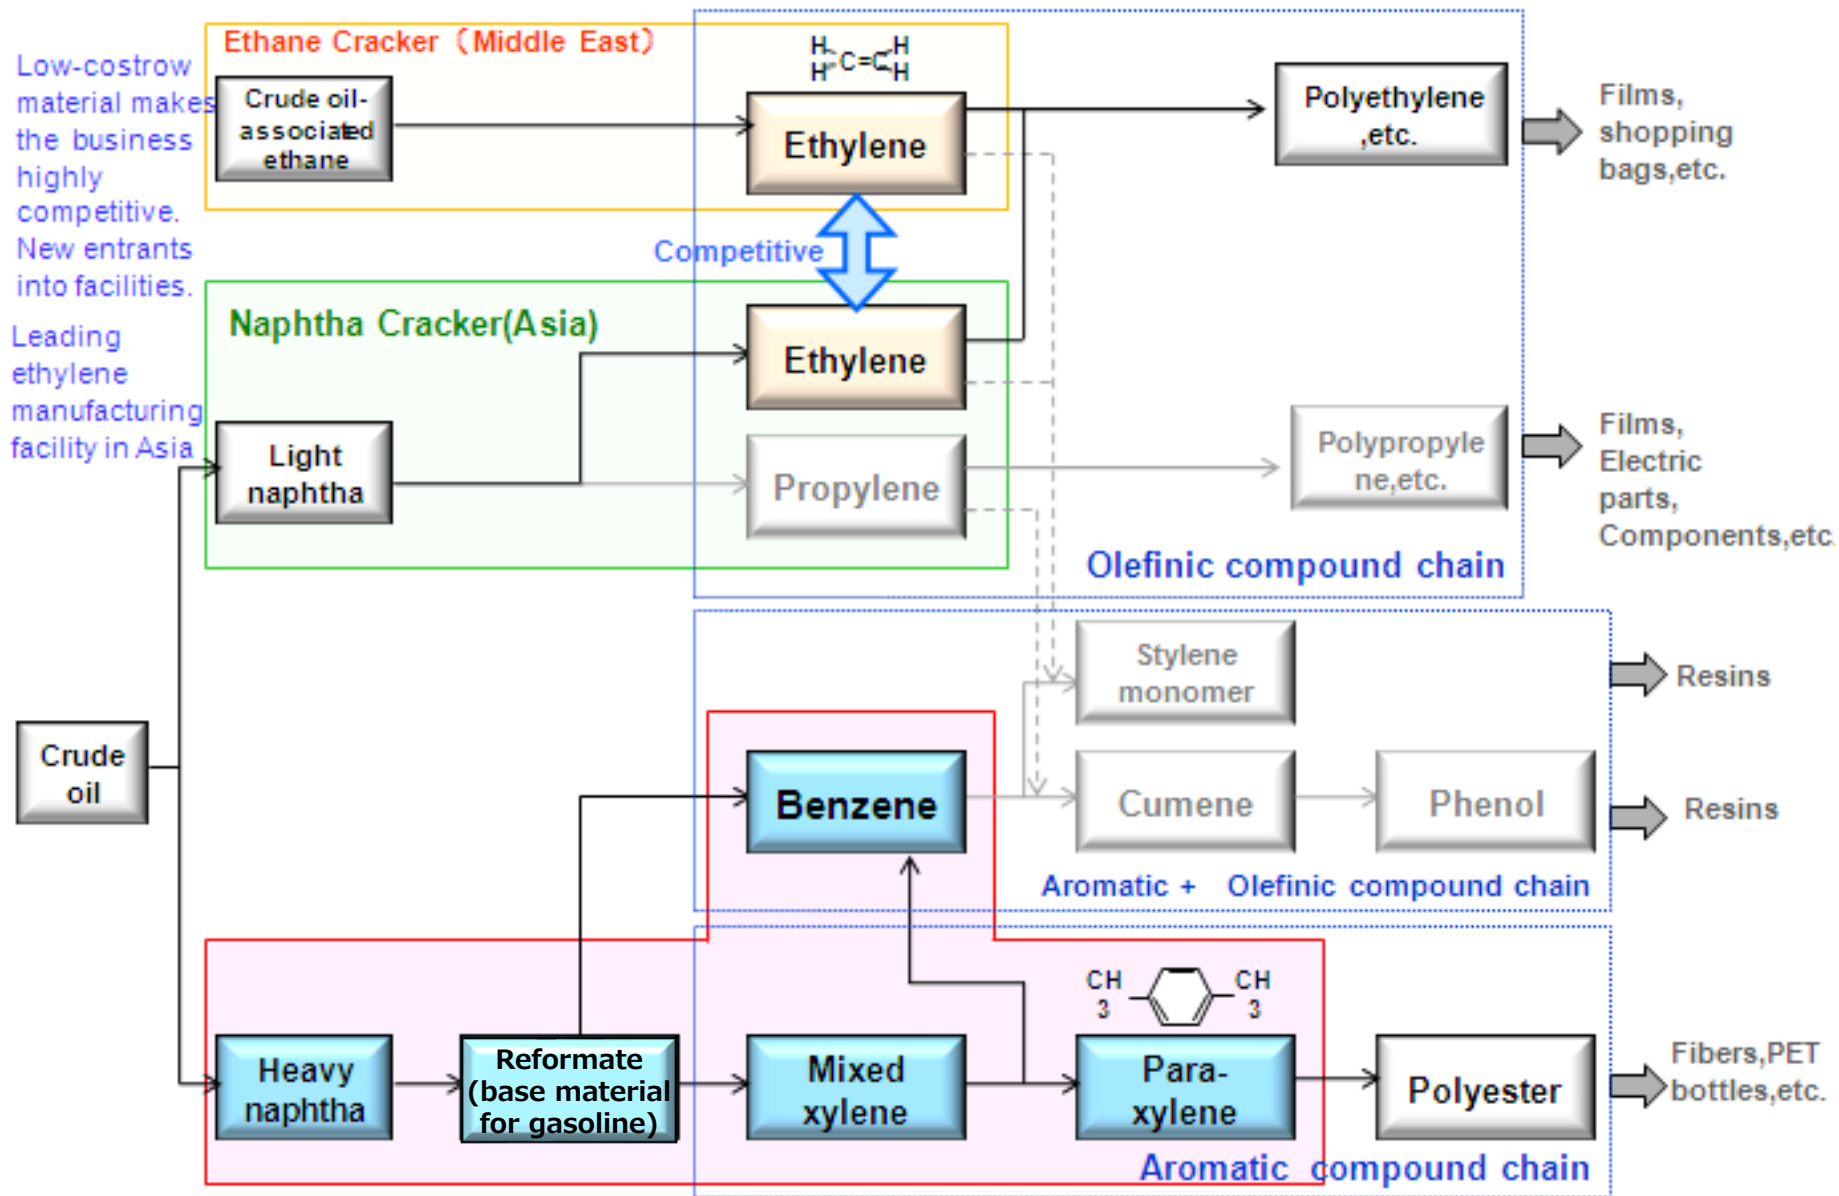 Ethane Cracker（Middle East）
Low-costrow
material makes
the business
highly
competitive.
New entrants
into facilities.
Crude oil-
associated
ethane
H H
C=C
H H
Ethylene
Polyethylene
,etc.
Films,
shopping
bags,etc.
Competitive
Naphtha Cracker(Asia)
Leading
ethylene
manufacturing
facility in Asia
Light
naphtha
Ethylene
Propylene
Polypropyle
ne,etc.
Films,
Electric
parts,
Components,etc.
Olefinic compound chain
Stylene
monomer
Resins
Crude
oil
Benzene
Cumene
Phenol
Resins
Aromatic + Olefinic compound chain
CH
3
CH
3
Heavy
naphtha
Reformate
(base material
for gasoline)
Mixed
xylene
Para-
xylene
Polyester
Fibers,PET
bottles,etc.
Aromatic compound chain